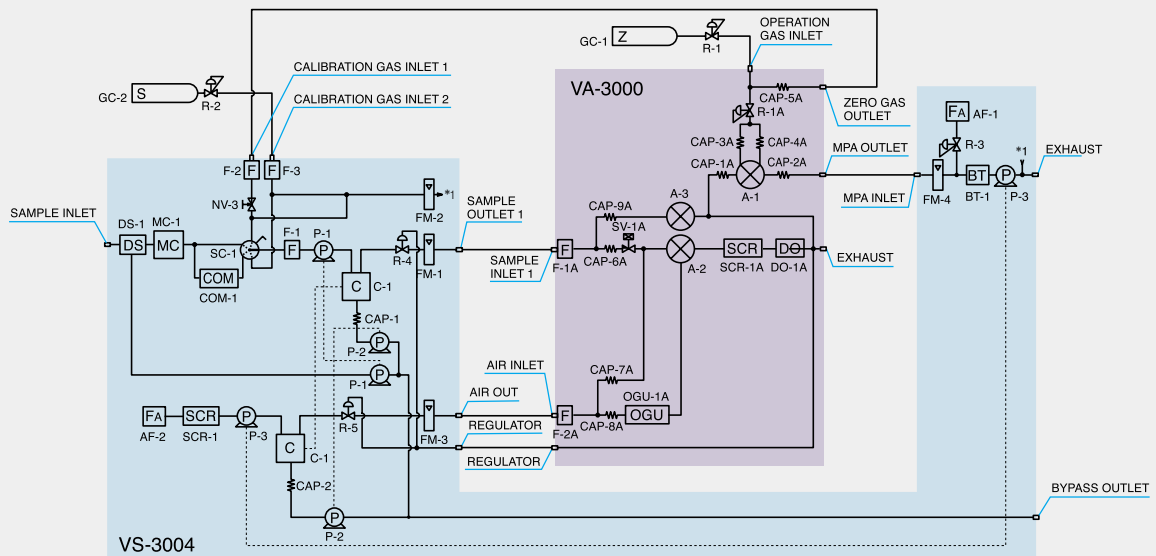 OPERATION
GAS INLET
GC-1
Z
R-1
CALIBRATION GAS INLET 1
VA-3000
S
GC-2
R-2
CALIBRATION GAS INLET 2
CAP-5A
R-1A
ZERO GAS
OUTLET
FA
AF-1
CAP-3A
CAP-4A
MPA OUTLET
R-3
*1
EXHAUST
F
F
F-2
F-3
CAP-1A
CAP-2A
A-1
NV-3
*1
FM-2
A-3
BT
P
FM-4
BT-1
P-3
MPA INLET
SAMPLE INLET
DS-1
MC-1
F-1
P-1
SAMPLE
OUTLET 1
CAP-9A
SV-1A
DS
MC
SC-1
F
P
R-4
FM-1
F
CAP-6A
A-2
SCR
DO
SCR-1A
DO-1A
EXHAUST
SAMPLE
INLET 1
F-1A
COM
COM-1
C
C-1
CAP-1
P
P-2
P
P-1
AIR INLET
CAP-7A
OGU-1A
AIR OUT
FA
SCR
P
AF-2
SCR-1
P-3
R-5
FM-3
F
F-2A
CAP-8A
OGU
REGULATOR
C
C-1
REGULATOR
CAP-2
P
P-2
BYPASS OUTLET
VS-3004